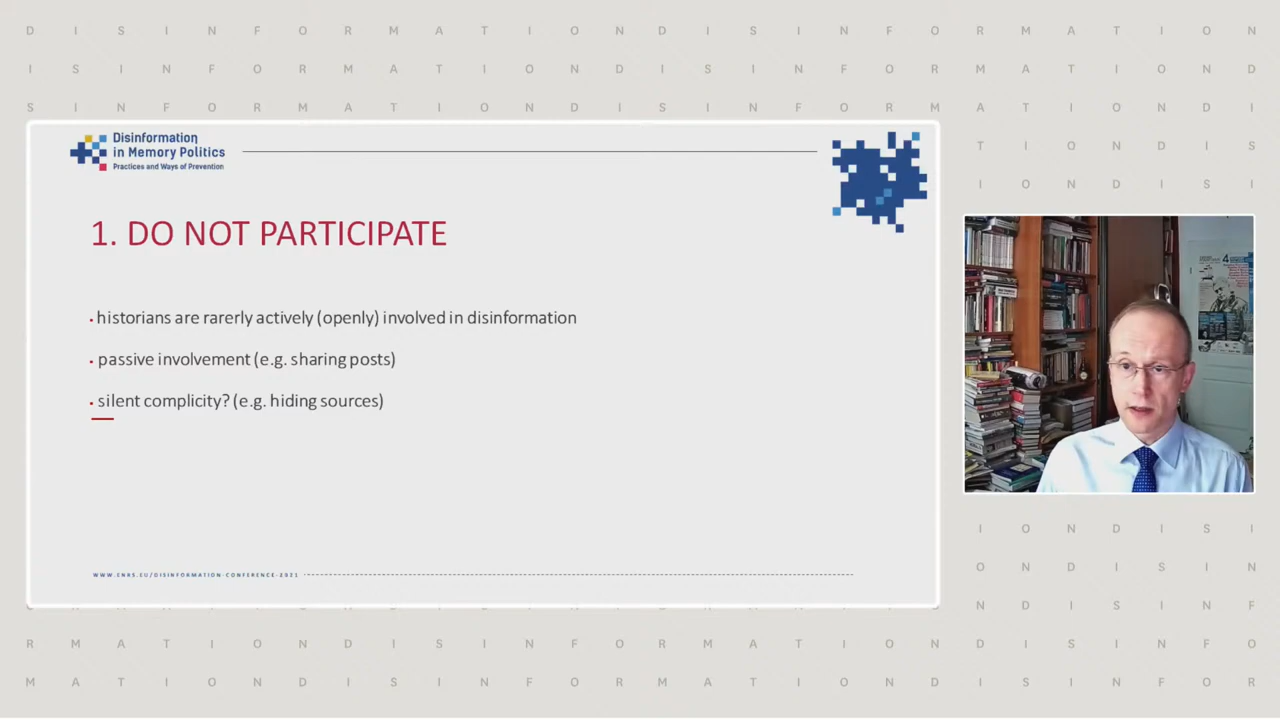 D I S I N F O R M A T I O N D I S I N F O R M A T I O N
I S I N F O R M A T I O N D I S I N F O R M A T I O N D
S I N F O R M A T I O N D I S I N F O R M A T I O N D I
T I O N D I S
I O N D I S I
Disinformation
in Memory Politics
Practices and Ways of Prevention
1. DO NOT PARTICIPATE
• historians are rarerly actively (openly) involved in disinformation
• passive involvement (e.g. sharing posts)
• silent complicity? (e.g. hiding sources)
WWW.ENRS.EU/DISINFORMATION-CONFERENCE-2021
I O N D I S I
O N D I S I N
N D I S I N F
R M A T I O N D I S I N F O R M A T I O N D I S I N F O
M A T I O N D I S I N F O R M A T I O N D I S I N F O R